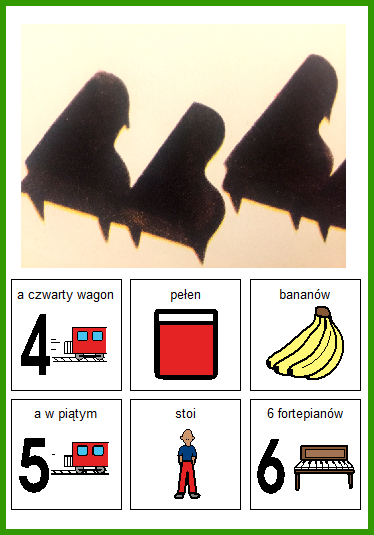 a czwarty wagon pełen bananów
4
a w piątym stoi 6 fortepianów
5 6